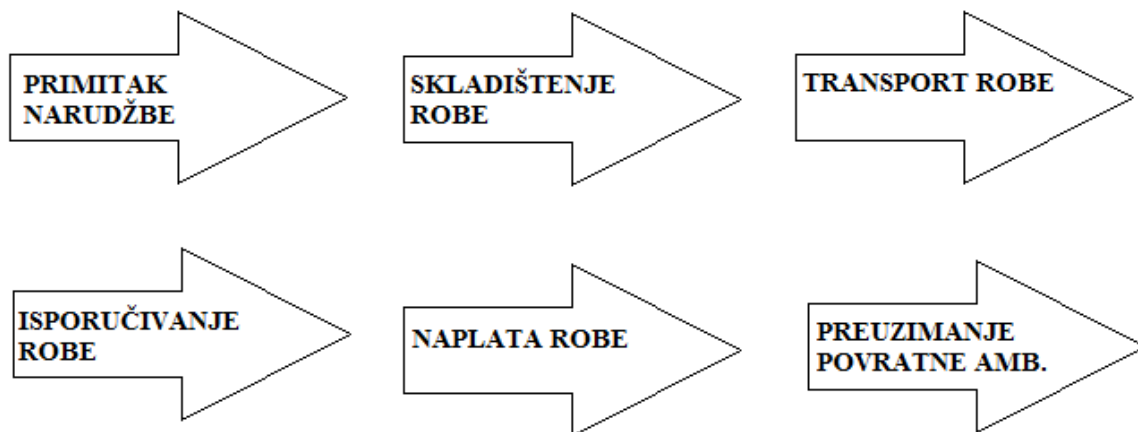 PRIMITAK
NARUDŽBE
SKLADIŠTENJE
ROBE
TRANSPORT ROBE
ISPORUČIVANJE
ROBE
NAPLATA ROBE
PREUZIMANJE
POVRATNE AMB.